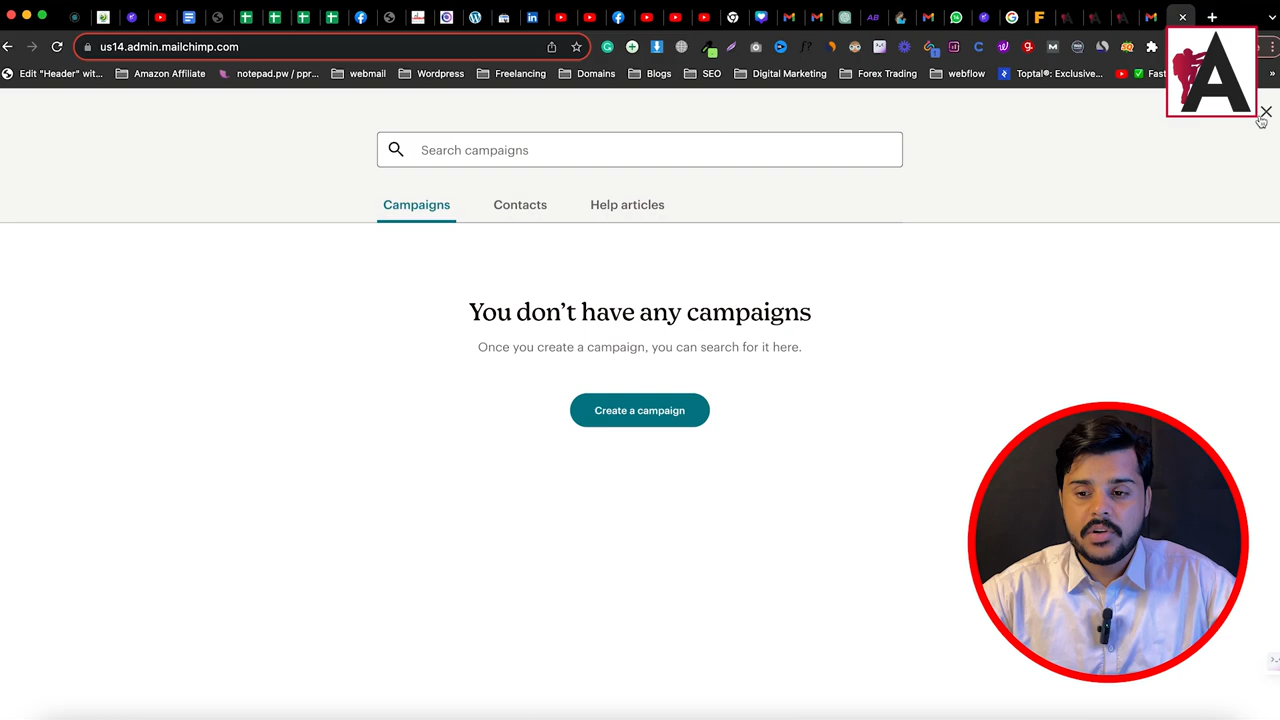 us14.admin.mailchimp.com
Edit "Header" wit...
Amazon Affiliate
notepad.pw / ppr...
webmail
Wordpress
Freelancing
Domains
Blogs
SEO
Digital Marketing
Forex Trading
webflow
Toptal®: Exclusive...
Fast
A
Search campaigns
Campaigns
Contacts
Help articles
You don’t have any campaigns
Once you create a campaign, you can search for it here.
Create a campaign